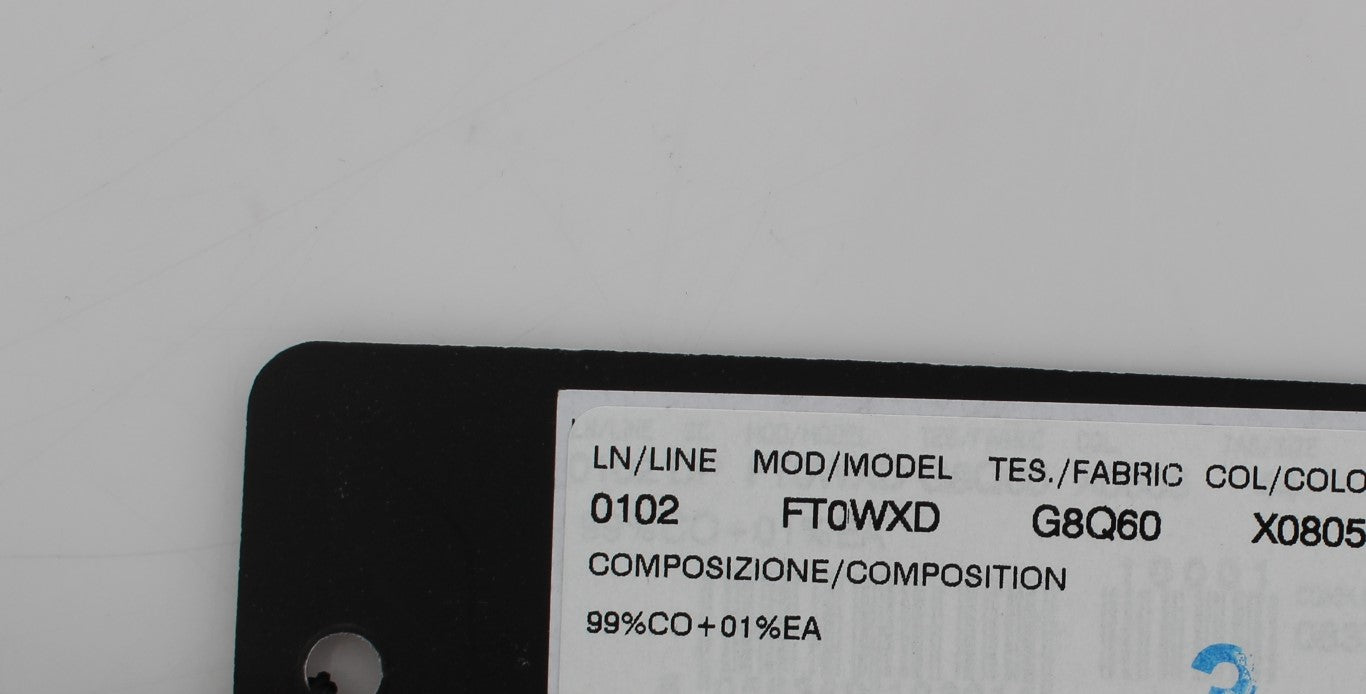 LN/LINE MOD/MODEL TES./FABRIC COL/COLO
0102 FT0WXD G8Q60 X0805
COMPOSIZIONE/COMPOSITION
99%CO+01%EA